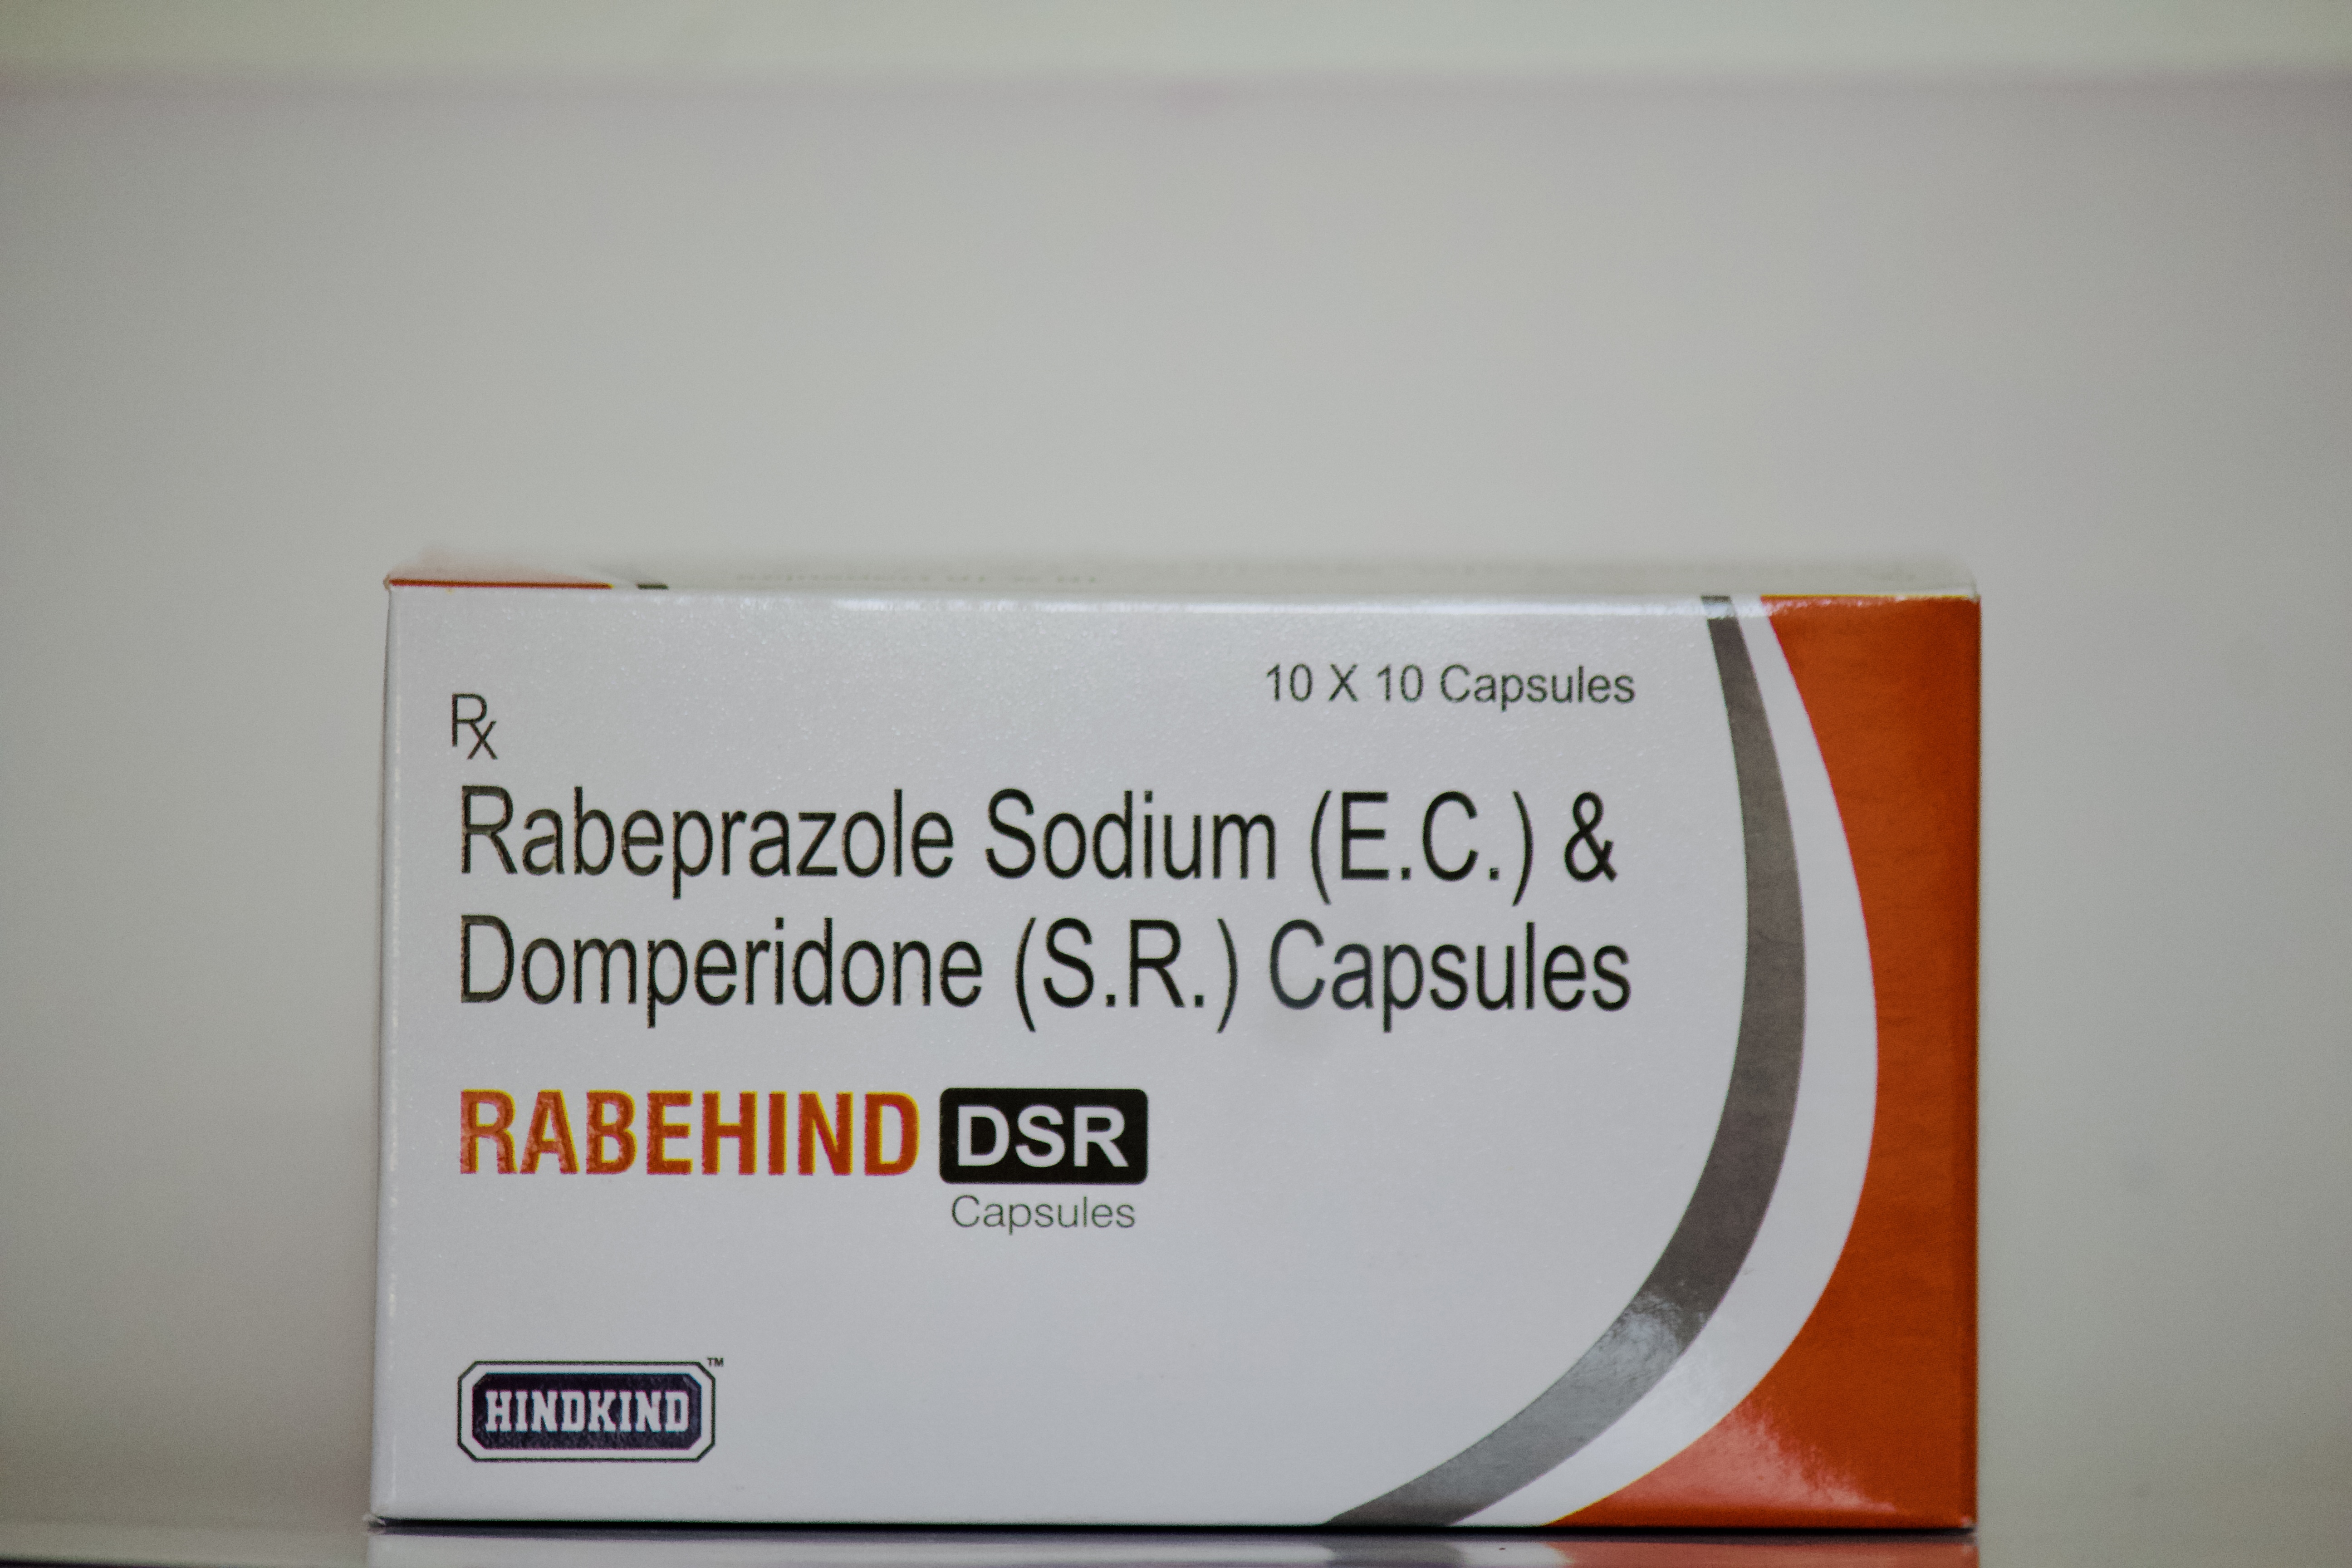 10 X 10 Capsules
Rx
Rabeprazole Sodium (E.C.) &
Domperidone (S.R.) Capsules
RABEHIND DSR
Capsules
HINDKIND™